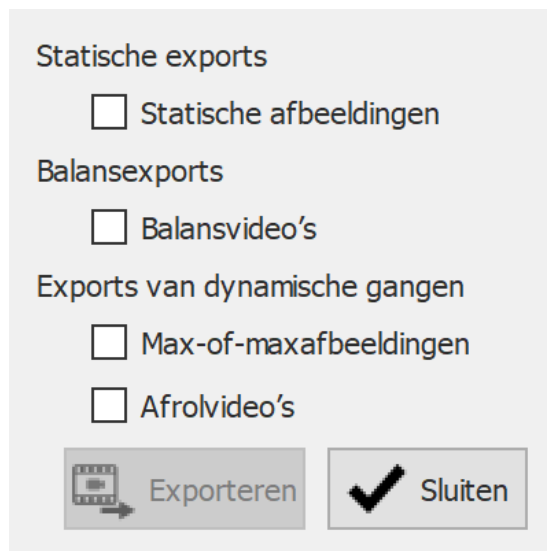 Statische exports
Statische afbeeldingen
Balansexports
Balansvideo’s
Exports van dynamische gangen
Max-of-maxafbeeldingen
Afrolvideo’s
Exporteren
Sluiten